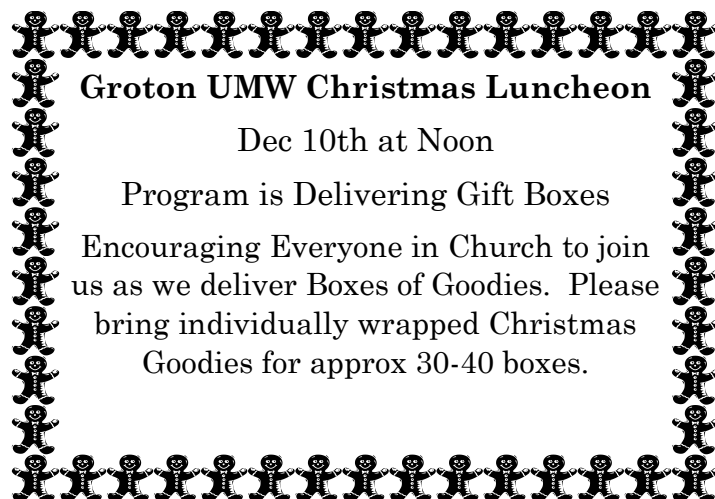 Groton UMW Christmas Luncheon
Dec 10th at Noon
Program is Delivering Gift Boxes
Encouraging Everyone in Church to join
us as we deliver Boxes of Goodies.  Please
bring individually wrapped Christmas
Goodies for approx 30-40 boxes.